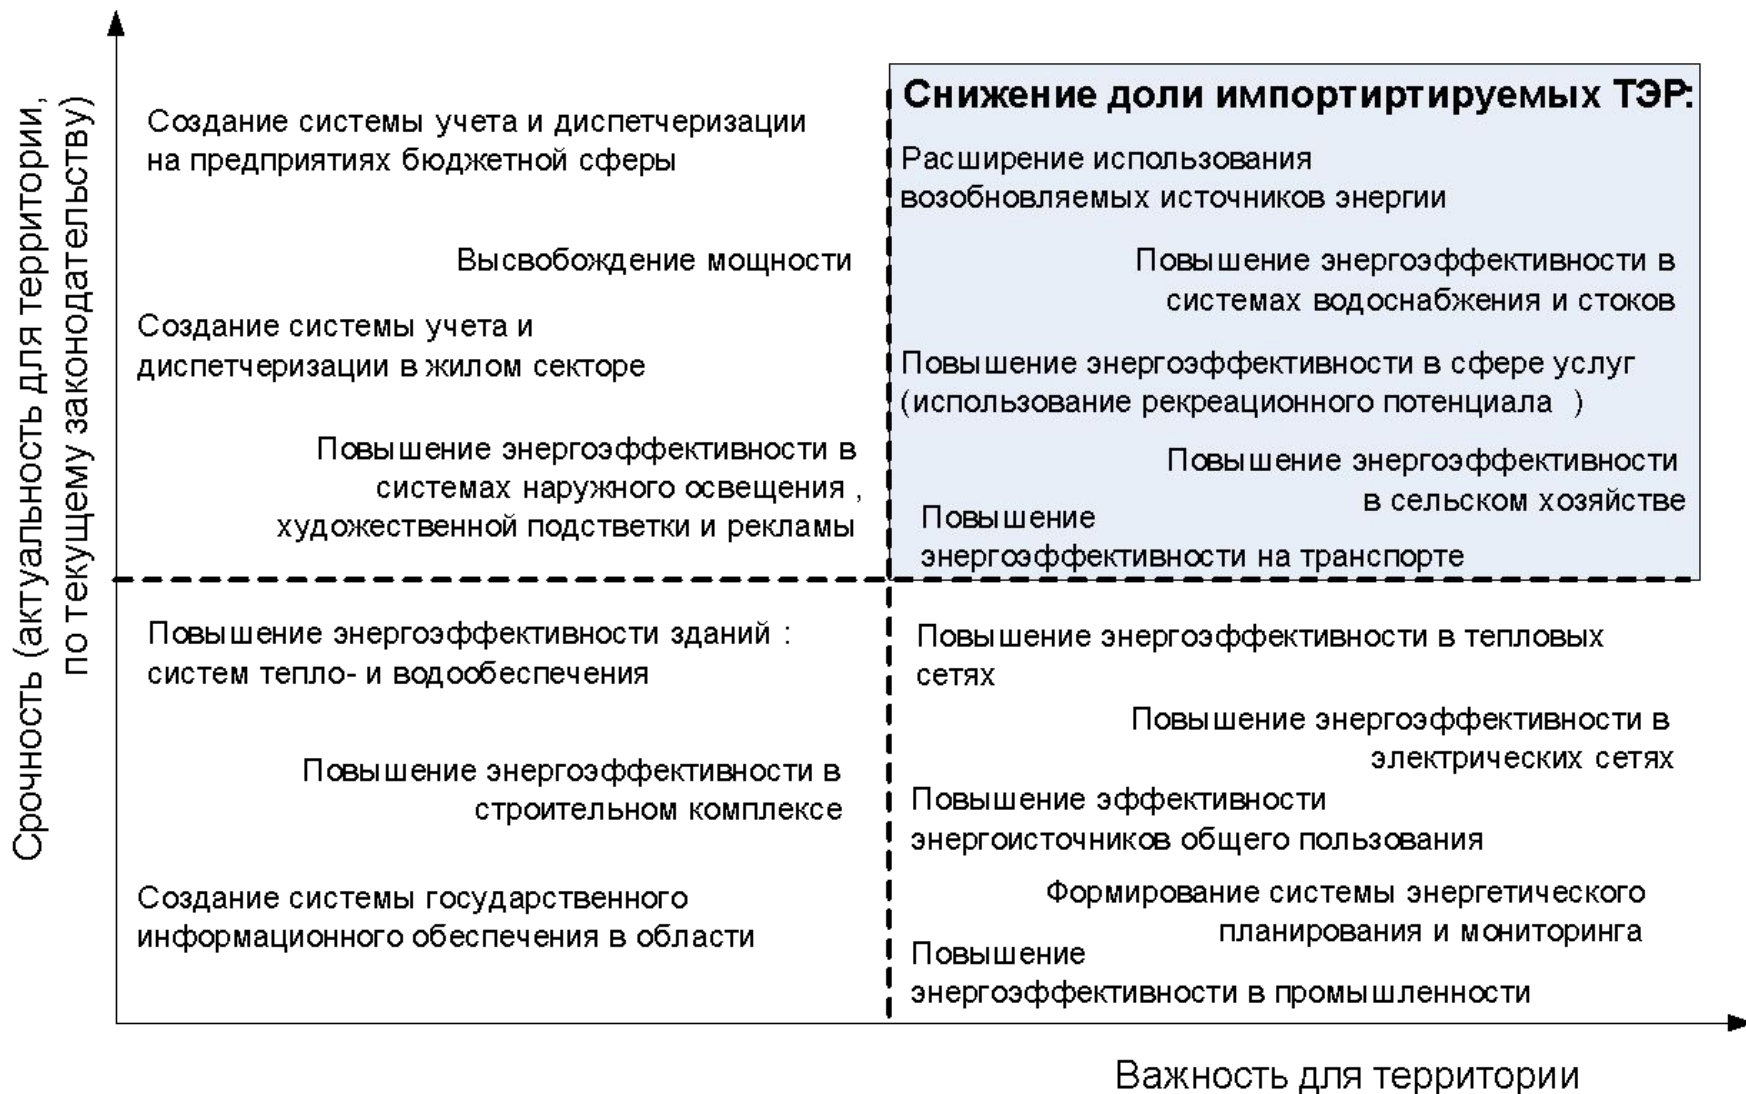 Срочность (актуальность для территории,
по текущему законодательству)
Создание системы учета и диспетчеризации
на предприятиях бюджетной сферы
Высвобождение мощности
Создание системы учета и
диспетчеризации в жилом секторе
Повышение энергоэффективности в
системах наружного освещения ,
художественной подстветки и рекламы
Снижение доли импортиртируемых ТЭР:
Расширение использования
возобновляемых источников энергии
Повышение энергоэффективности в
системах водоснабжения и стоков
Повышение энергоэффективности в сфере услуг
(использование рекреационного потенциала )
Повышение энергоэффективности
в сельском хозяйстве
Повышение
энергоэффективности на транспорте
Повышение энергоэффективности зданий :
систем тепло- и водообеспечения
Повышение энергоэффективности в
строительном комплексе
Создание системы государственного
информационного обеспечения в области
Повышение энергоэффективности в тепловых
сетях
Повышение энергоэффективности в
электрических сетях
Повышение эффективности
энергоисточников общего пользования
Формирование системы энергетического
планирования и мониторинга
Повышение
энергоэффективности в промышленности
Важность для территории